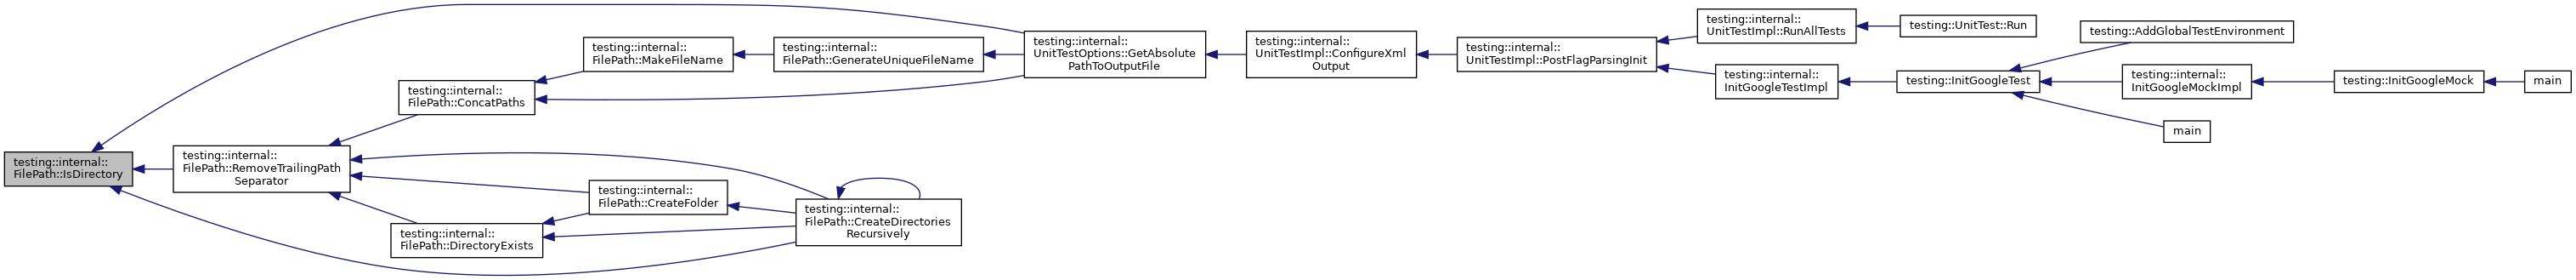 testing::internal::
FilePath::IsDirectory
testing::internal::
FilePath::RemoveTrailingPath
Separator
testing::internal::
FilePath::ConcatPaths
testing::internal::
FilePath::MakeFileName
testing::internal::
FilePath::GenerateUniqueFileName
testing::internal::
UnitTestOptions::GetAbsolute
PathToOutputFile
testing::internal::
UnitTestImpl::ConfigureXml
Output
testing::internal::
UnitTestImpl::PostFlagParsingInit
testing::internal::
UnitTestImpl::RunAllTests
testing::UnitTest::Run
testing::internal::
InitGoogleTestImpl
testing::InitGoogleTest
testing::AddGlobalTestEnvironment
testing::internal::
InitGoogleMockImpl
testing::InitGoogleMock
main
main
testing::internal::
FilePath::CreateFolder
testing::internal::
FilePath::DirectoryExists
testing::internal::
FilePath::CreateDirectories
Recursively